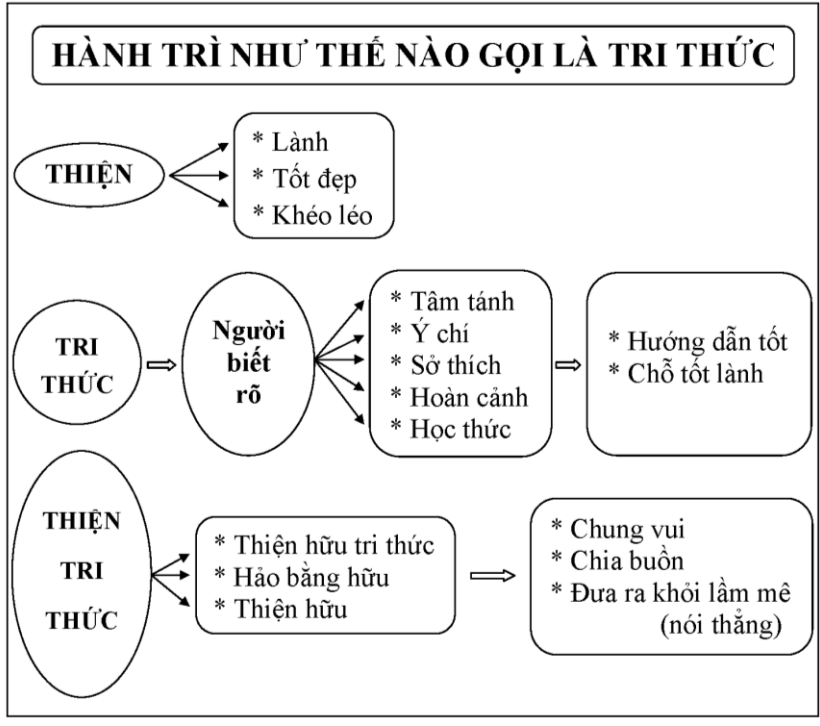 HÀNH TRÌ NHƯ THẾ NÀO GỌI LÀ TRI THỨC
THIỆN
* Lành
* Tốt đẹp
* Khéo léo
TRI
THỨC
Người
biết
rõ
* Tâm tánh
* Ý chí
* Sở thích
* Hoàn cảnh
* Học thức
* Hướng dẫn tốt
* Chỗ tốt lành
THIỆN
TRI
THỨC
* Thiện hữu tri thức
* Hảo bằng hữu
* Thiện hữu
* Chung vui
* Chia buồn
* Đưa ra khỏi lầm mê
(nói thẳng)